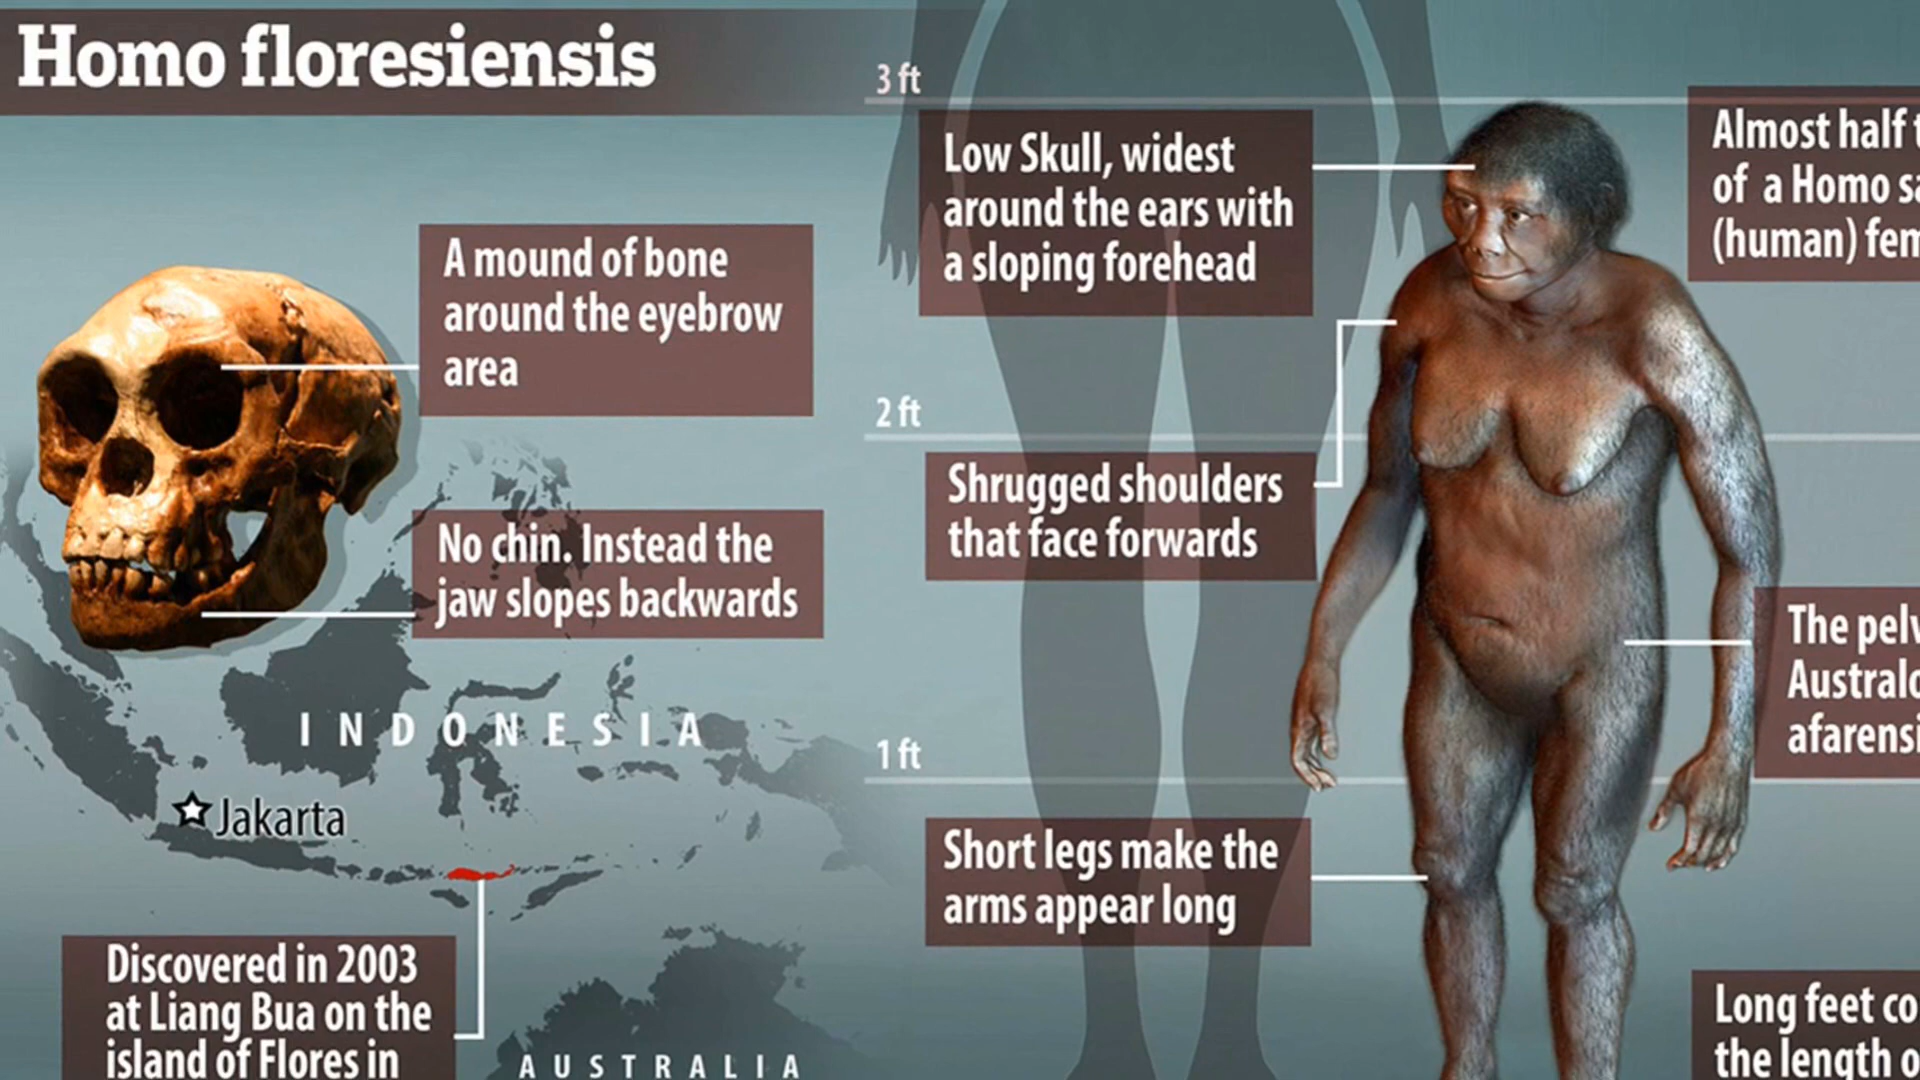 Homo floresiensis
A mound of bone
around the eyebrow
area
No chin. Instead the
jaw slopes backwards
INDONESIA
Jakarta
Discovered in 2003
at Liang Bua on the
island of Flores in
AUSTRALIA
3 ft
2 ft
1 ft
Low Skull, widest
around the ears with
a sloping forehead
Shrugged shoulders
that face forwards
Short legs make the
arms appear long
Almost half
of a Homo
(human)
The
Long feet
the length